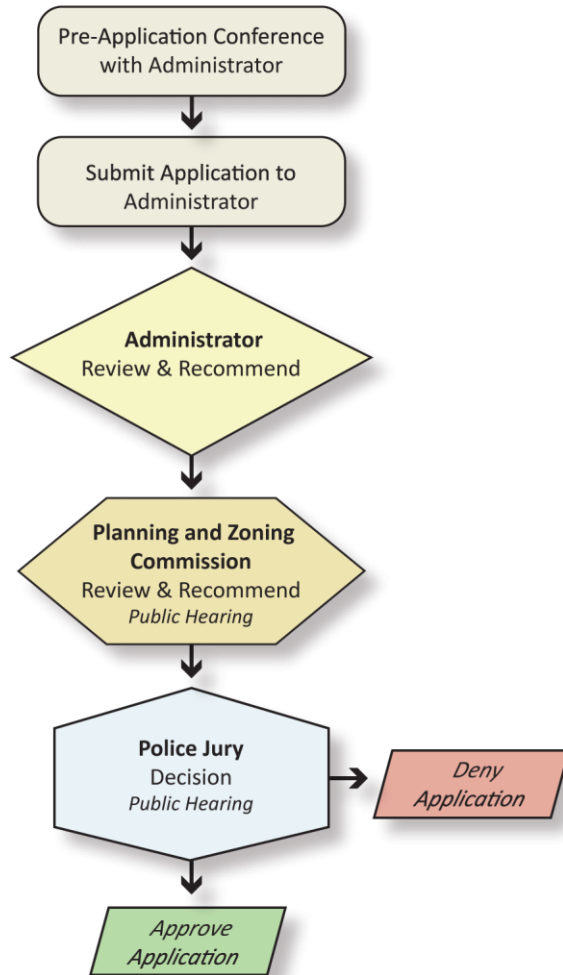 Pre-Application Conference
with Administrator
Submit Application to
Administrator
Administrator
Review & Recommend
Planning and Zoning
Commission
Review & Recommend
Public Hearing
Police Jury
Decision
Public Hearing
Deny
Application
Approve
Application